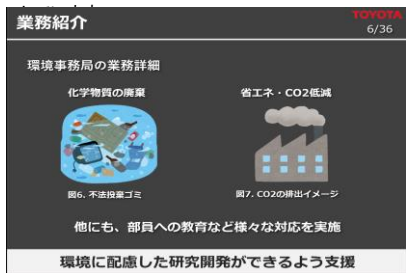 業務紹介
TOYOTA
6/36
環境事務局の業務詳細
化学物質の廃棄
省エネ・CO2低減
図6. 不法投棄ゴミ
図7. CO2の排出イメージ
他にも、部員への教育など様々な対応を実施
環境に配慮した研究開発ができるよう支援